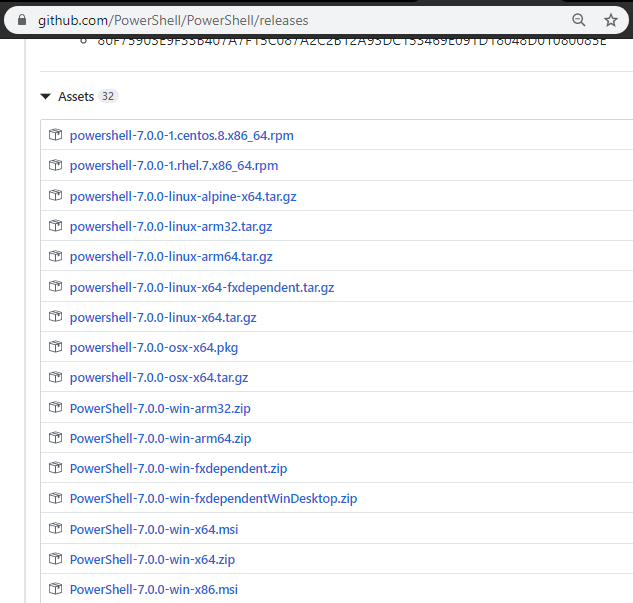 github.com/PowerShell/PowerShell/releases
Assets 32
powershell-7.0.0-1.centos.8.x86_64.rpm
powershell-7.0.0-1.rhel.7.x86_64.rpm
powershell-7.0.0-linux-alpine-x64.tar.gz
powershell-7.0.0-linux-arm32.tar.gz
powershell-7.0.0-linux-arm64.tar.gz
powershell-7.0.0-linux-x64-fxdependent.tar.gz
powershell-7.0.0-linux-x64.tar.gz
powershell-7.0.0-osx-x64.pkg
powershell-7.0.0-osx-x64.tar.gz
PowerShell-7.0.0-win-arm32.zip
PowerShell-7.0.0-win-arm64.zip
PowerShell-7.0.0-win-fxdependent.zip
PowerShell-7.0.0-win-fxdependentWinDesktop.zip
PowerShell-7.0.0-win-x64.msi
PowerShell-7.0.0-win-x64.zip
PowerShell-7.0.0-win-x86.msi